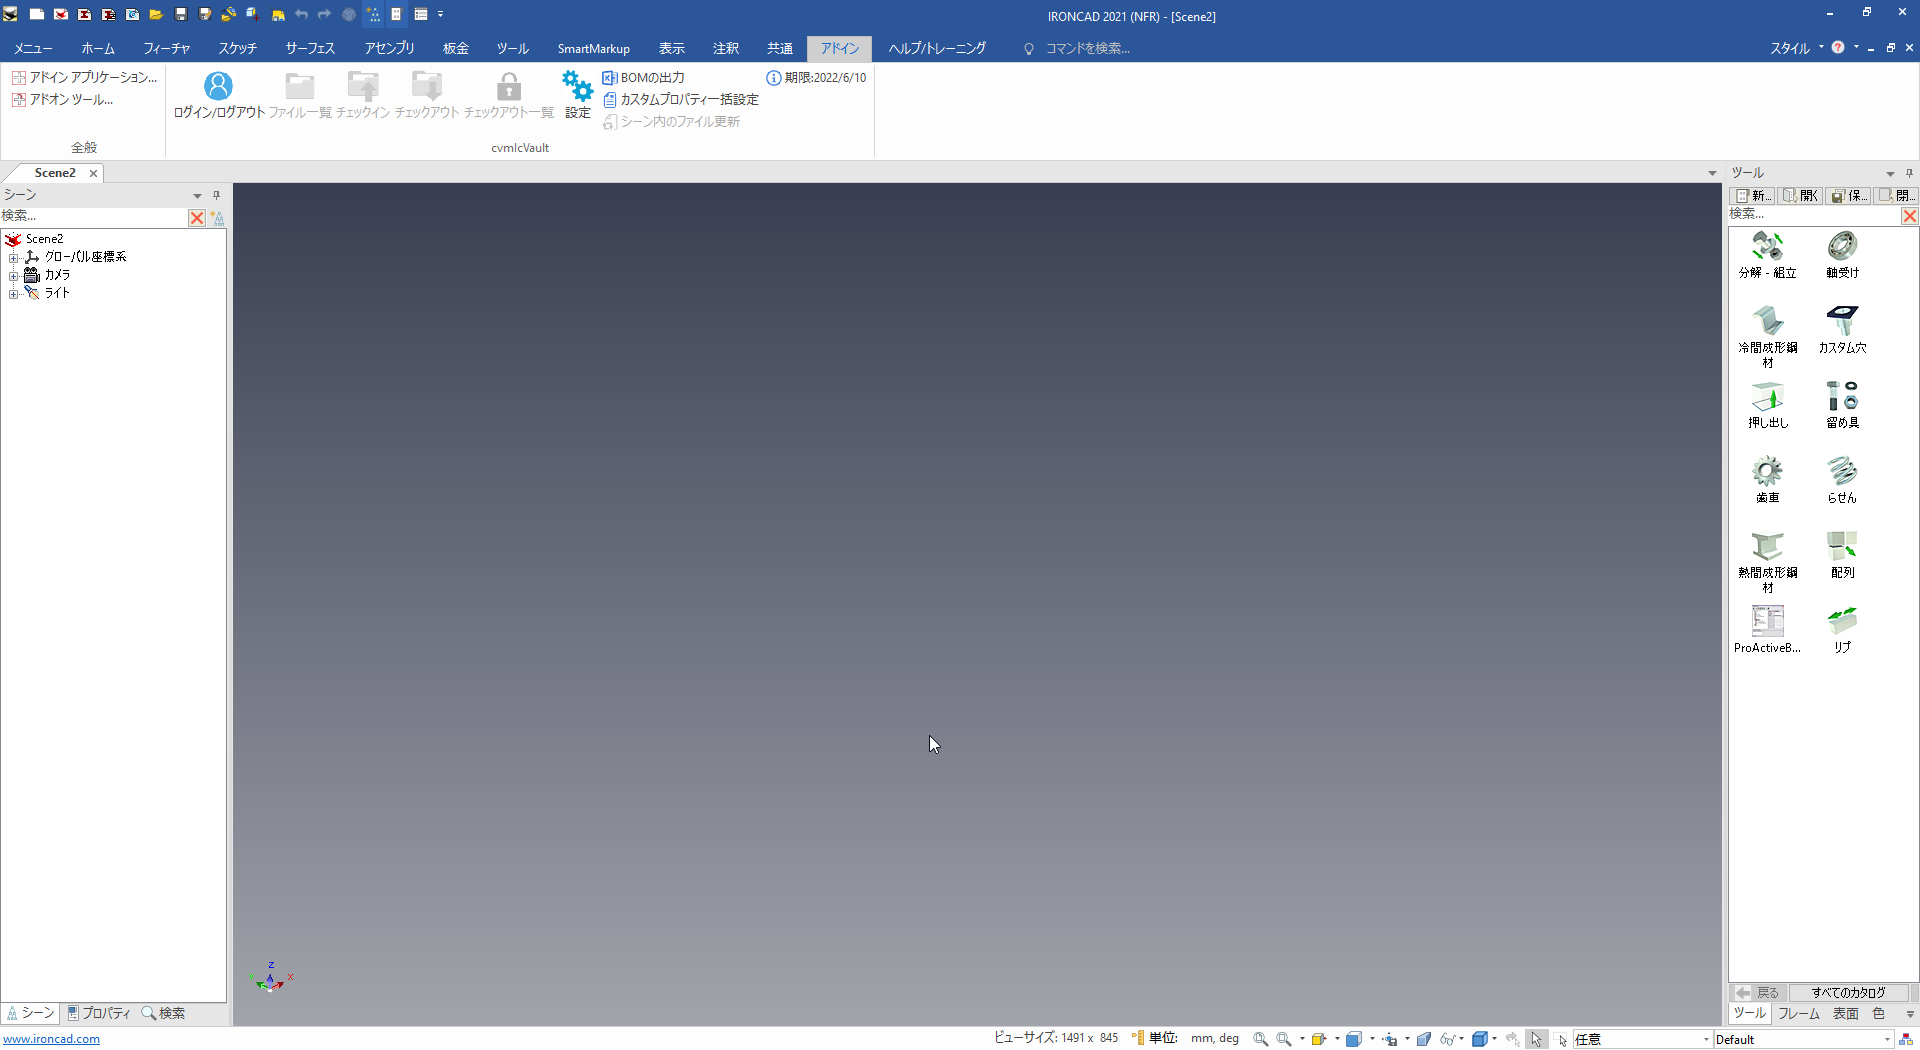 IRONCAD 2021 (NFR) - [Scene2]
メニュー ホーム フィーチャ スケッチ サーフェス アセンブリ 板金 ツール SmartMarkup 表示 注釈 共通 アドイン ヘルプ/トレーニング コマンドを検索... スタイル
アドイン アプリケーション...
アドオン ツール...
全般
ログイン/ログアウト ファイル一覧 チェックイン チェックアウト チェックアウト一覧 設定
BOMの出力
カスタムプロパティ一括設定
シーン内のファイル更新
期限:2022/6/10
cvmIcVault
Scene2
シーン
検索...
Scene2
グローバル座標系
カメラ
ライト
シーン プロパティ 検索
Z
X
ツール
新... 開く 保... 閉...
検索...
分解 - 組立 軸受け
冷間成形鋼材 カスタム穴
押し出し 留め具
歯車 らせん
熱間成形鋼材 配列
ProActiveB... リブ
戻る すべてのカタログ
ツール フレーム 表面 色
www.ironcad.com
ビューサイズ: 1491 x 845 単位: mm, deg 任意 Default